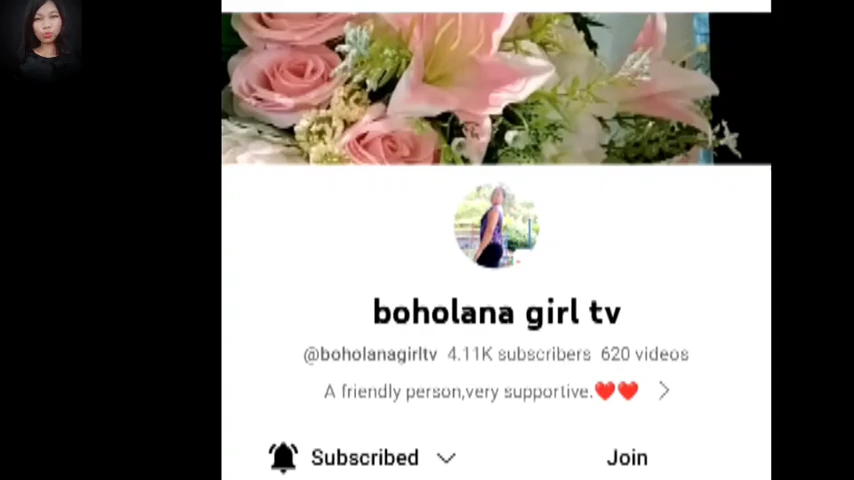 boholana girl tv
@boholanagirltv 4.11K subscribers 620 videos
A friendly person,very supportive.❤️❤️
Subscribed
Join